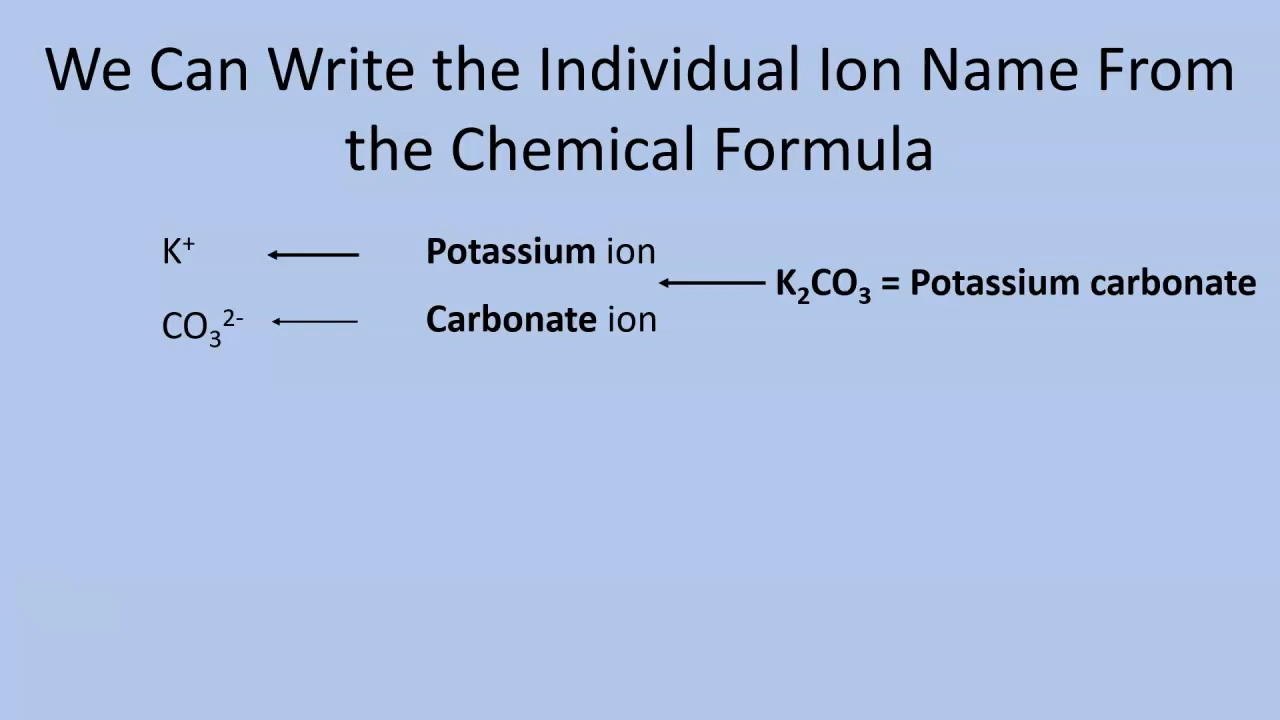 We Can Write the Individual Ion Name From
the Chemical Formula
K⁺
Potassium ion
K₂CO₃ = Potassium carbonate
CO₃²⁻
Carbonate ion